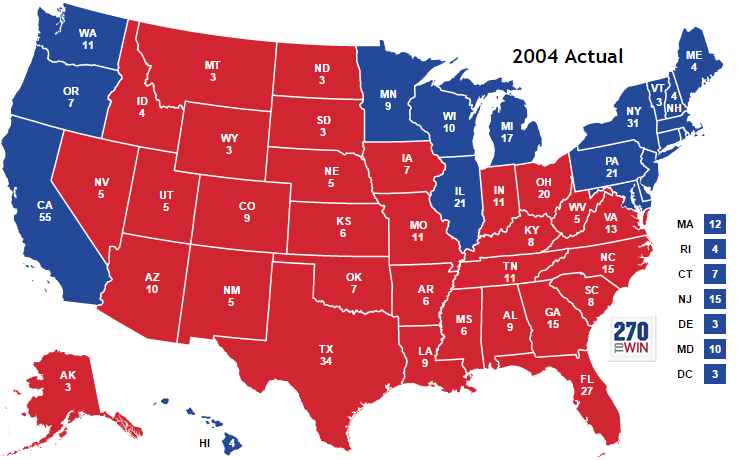 2004 Actual
WA
11
OR
7
CA
55
NV
5
ID
4
MT
3
WY
3
UT
5
AZ
10
CO
9
NM
5
ND
3
SD
3
NE
5
KS
6
OK
7
TX
34
MN
9
IA
7
MO
11
AR
6
LA
9
WI
10
IL
21
MI
17
IN
11
OH
20
KY
8
TN
11
MS
6
AL
9
GA
15
FL
27
SC
8
NC
15
VA
13
WV
5
PA
21
NY
31
VT
3
4
NH
ME
4
AK
3
HI 4
MA 12
RI 4
CT 7
NJ 15
DE 3
MD 10
DC 3
270
TO WIN